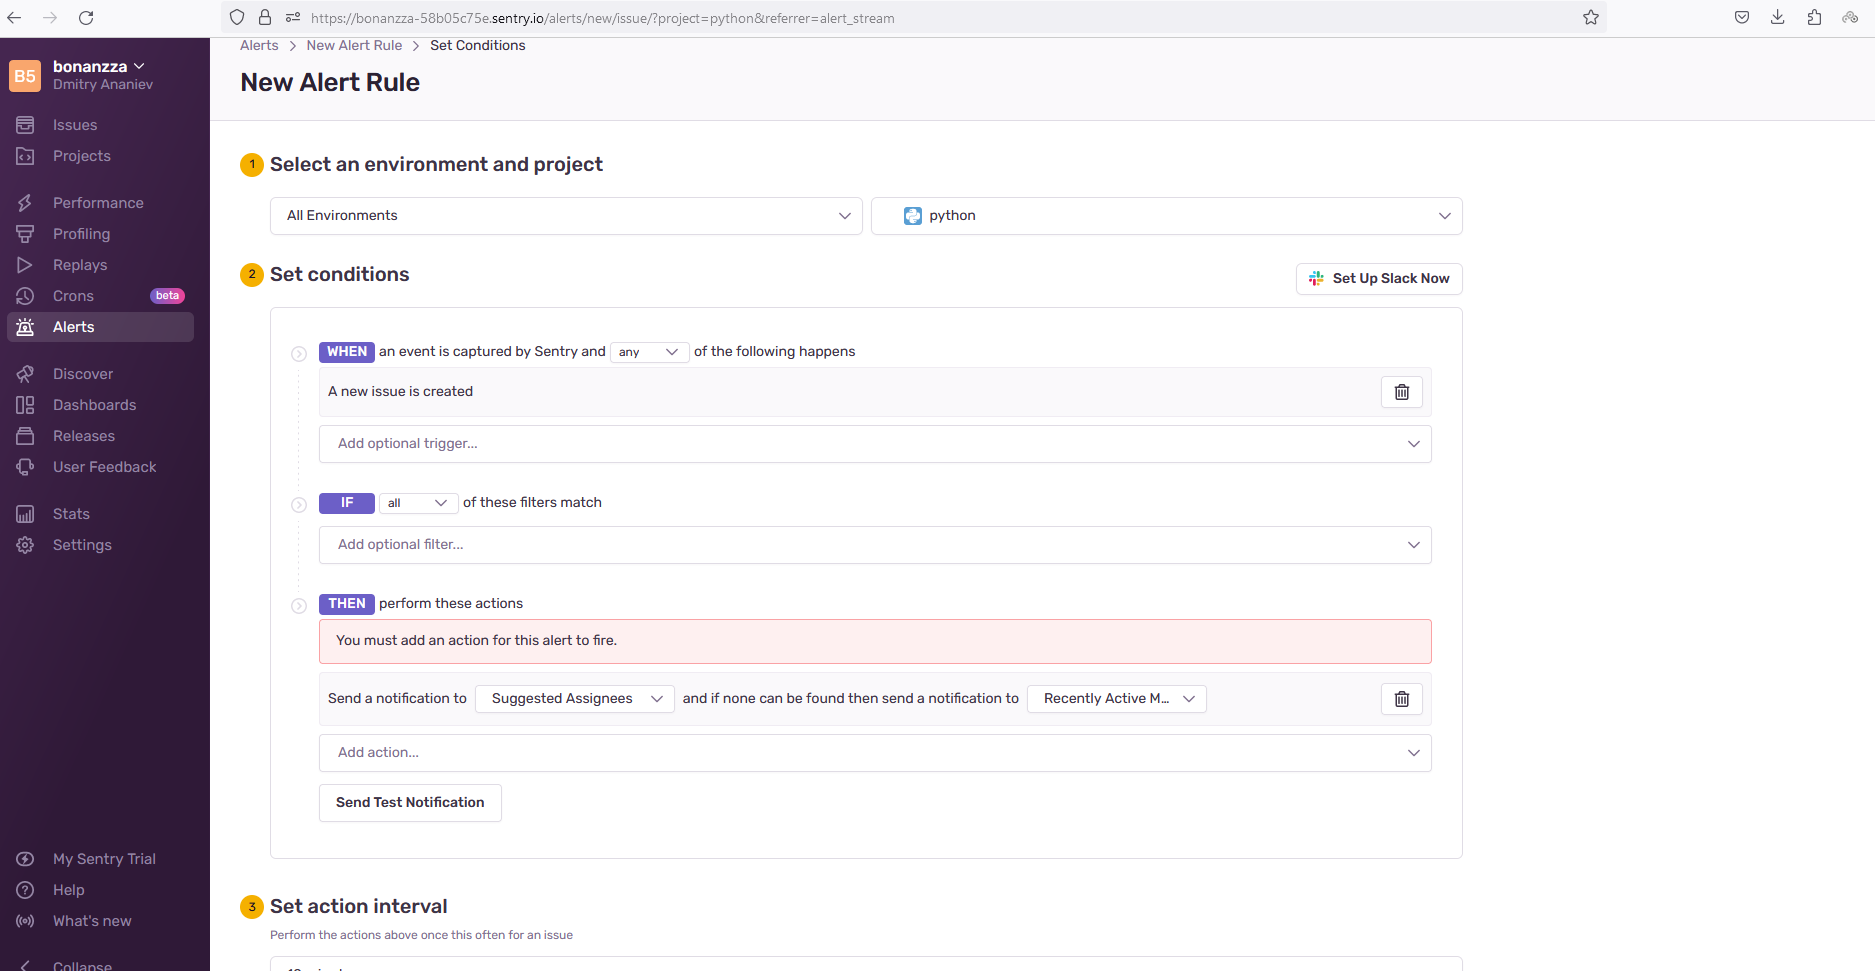 https://bonanzza-58b05c75e.sentry.io/alerts/new/issue/?project=python&referrer=alert_stream
B5
bonanzza
Dmitry Ananiev
Issues
Projects
Performance
Profiling
Replays
Crons beta
Alerts
Discover
Dashboards
Releases
User Feedback
Stats
Settings
My Sentry Trial
Help
What's new
Collapse
Alerts > New Alert Rule > Set Conditions
New Alert Rule
1 Select an environment and project
All Environments python
2 Set conditions
Set Up Slack Now
WHEN an event is captured by Sentry and any of the following happens
A new issue is created
Add optional trigger...
IF all of these filters match
Add optional filter...
THEN perform these actions
You must add an action for this alert to fire.
Send a notification to Suggested Assignees and if none can be found then send a notification to Recently Active M...
Add action...
Send Test Notification
3 Set action interval
Perform the actions above once this often for an issue